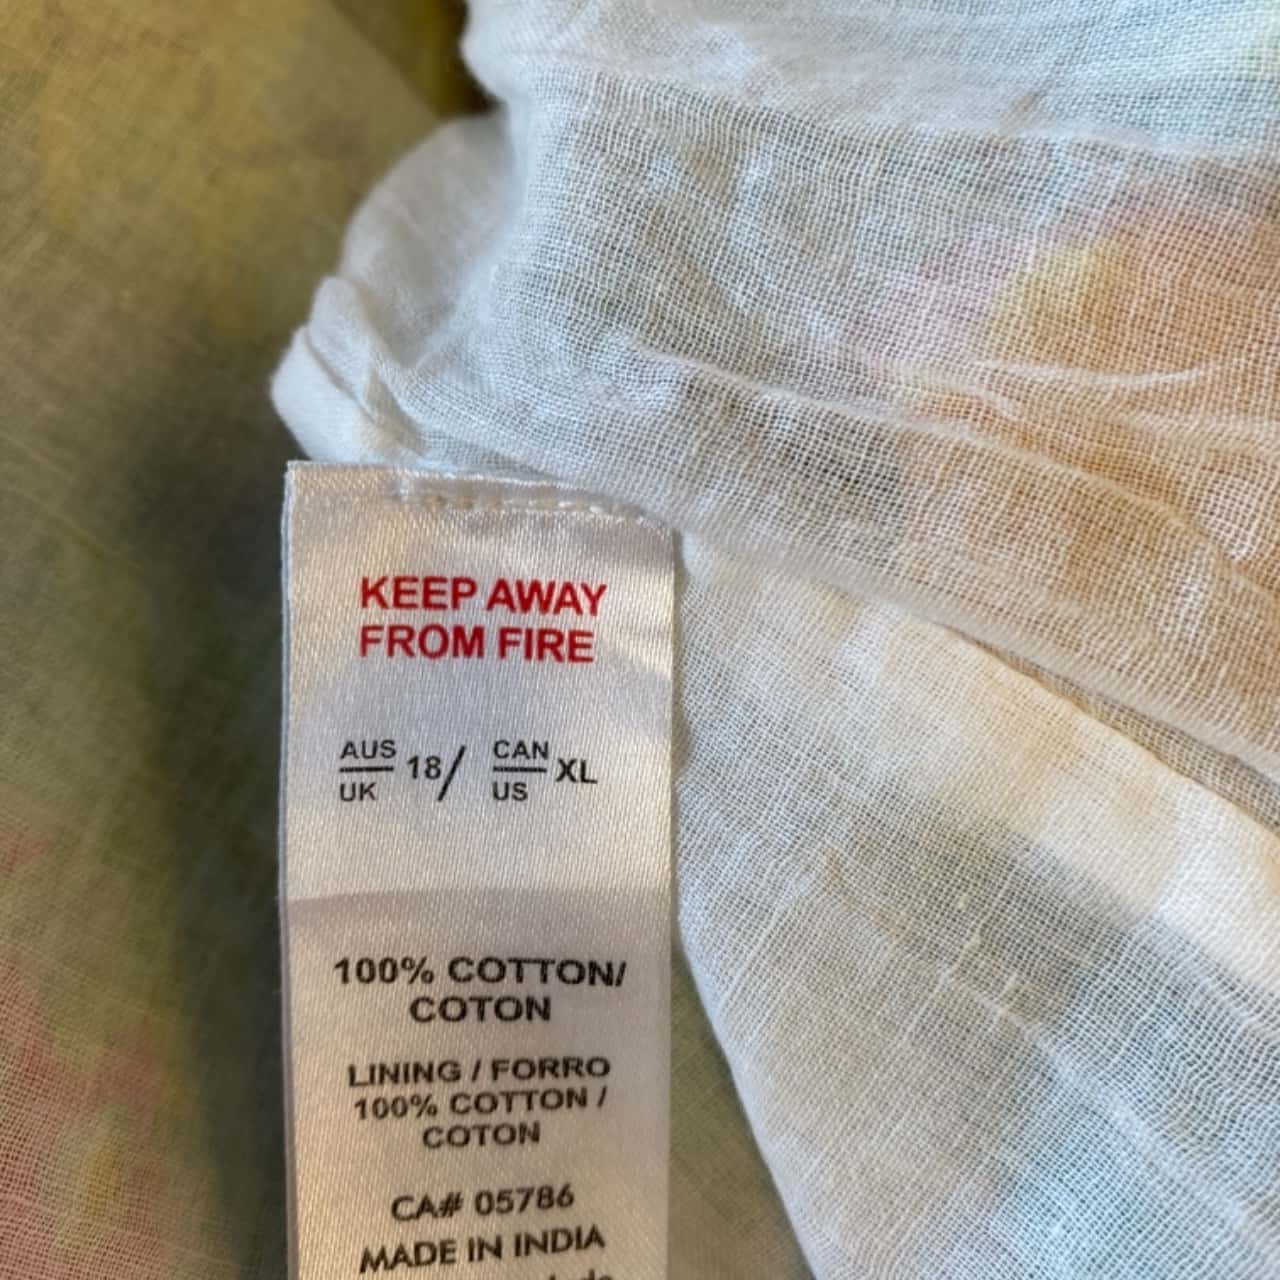 KEEP AWAY
FROM FIRE
AUS
UK
18/
CAN
US
XL
100% COTTON/
COTON
LINING / FORRO
100% COTTON /
COTON
CA# 05786
MADE IN INDIA